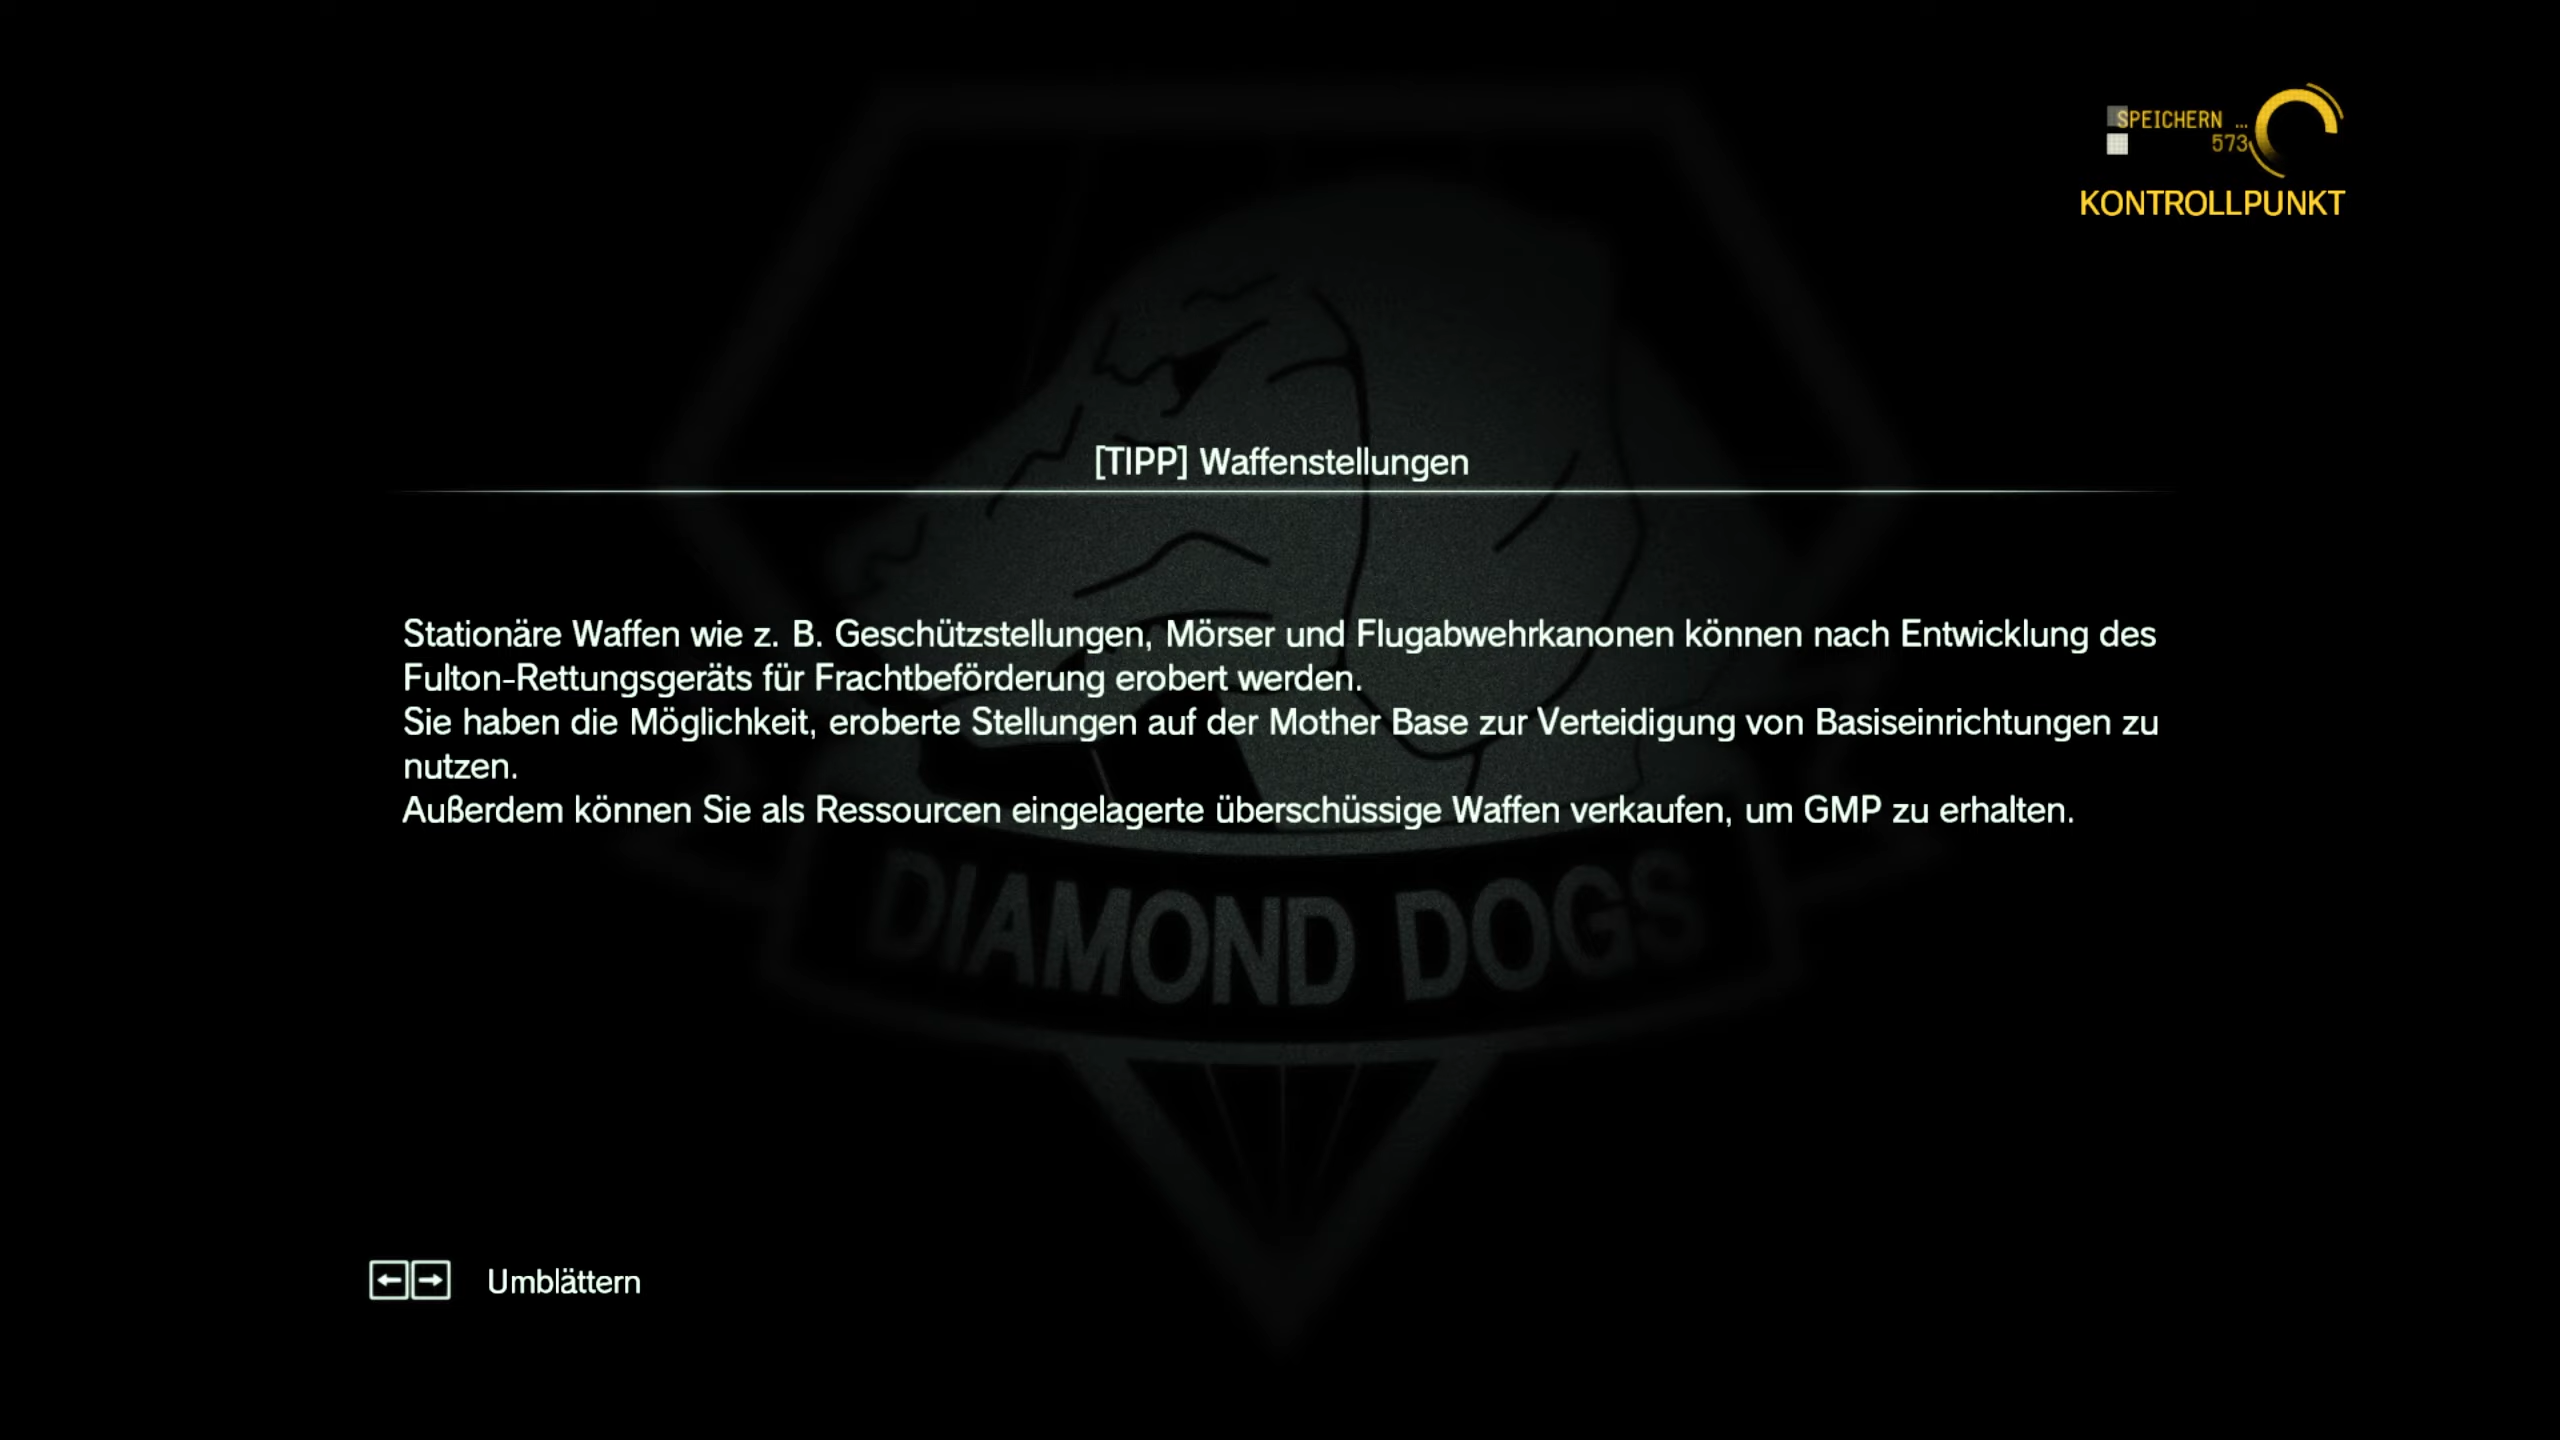 SPEICHERN ...
573
KONTROLLPUNKT
[TIPP] Waffenstellungen
Stationäre Waffen wie z. B. Geschützstellungen, Mörser und Flugabwehrkanonen können nach Entwicklung des
Fulton-Rettungsgeräts für Frachtbeförderung erobert werden.
Sie haben die Möglichkeit, eroberte Stellungen auf der Mother Base zur Verteidigung von Basiseinrichtungen zu
nutzen.
Außerdem können Sie als Ressourcen eingelagerte überschüssige Waffen verkaufen, um GMP zu erhalten.
DIAMOND DOGS
Umblättern